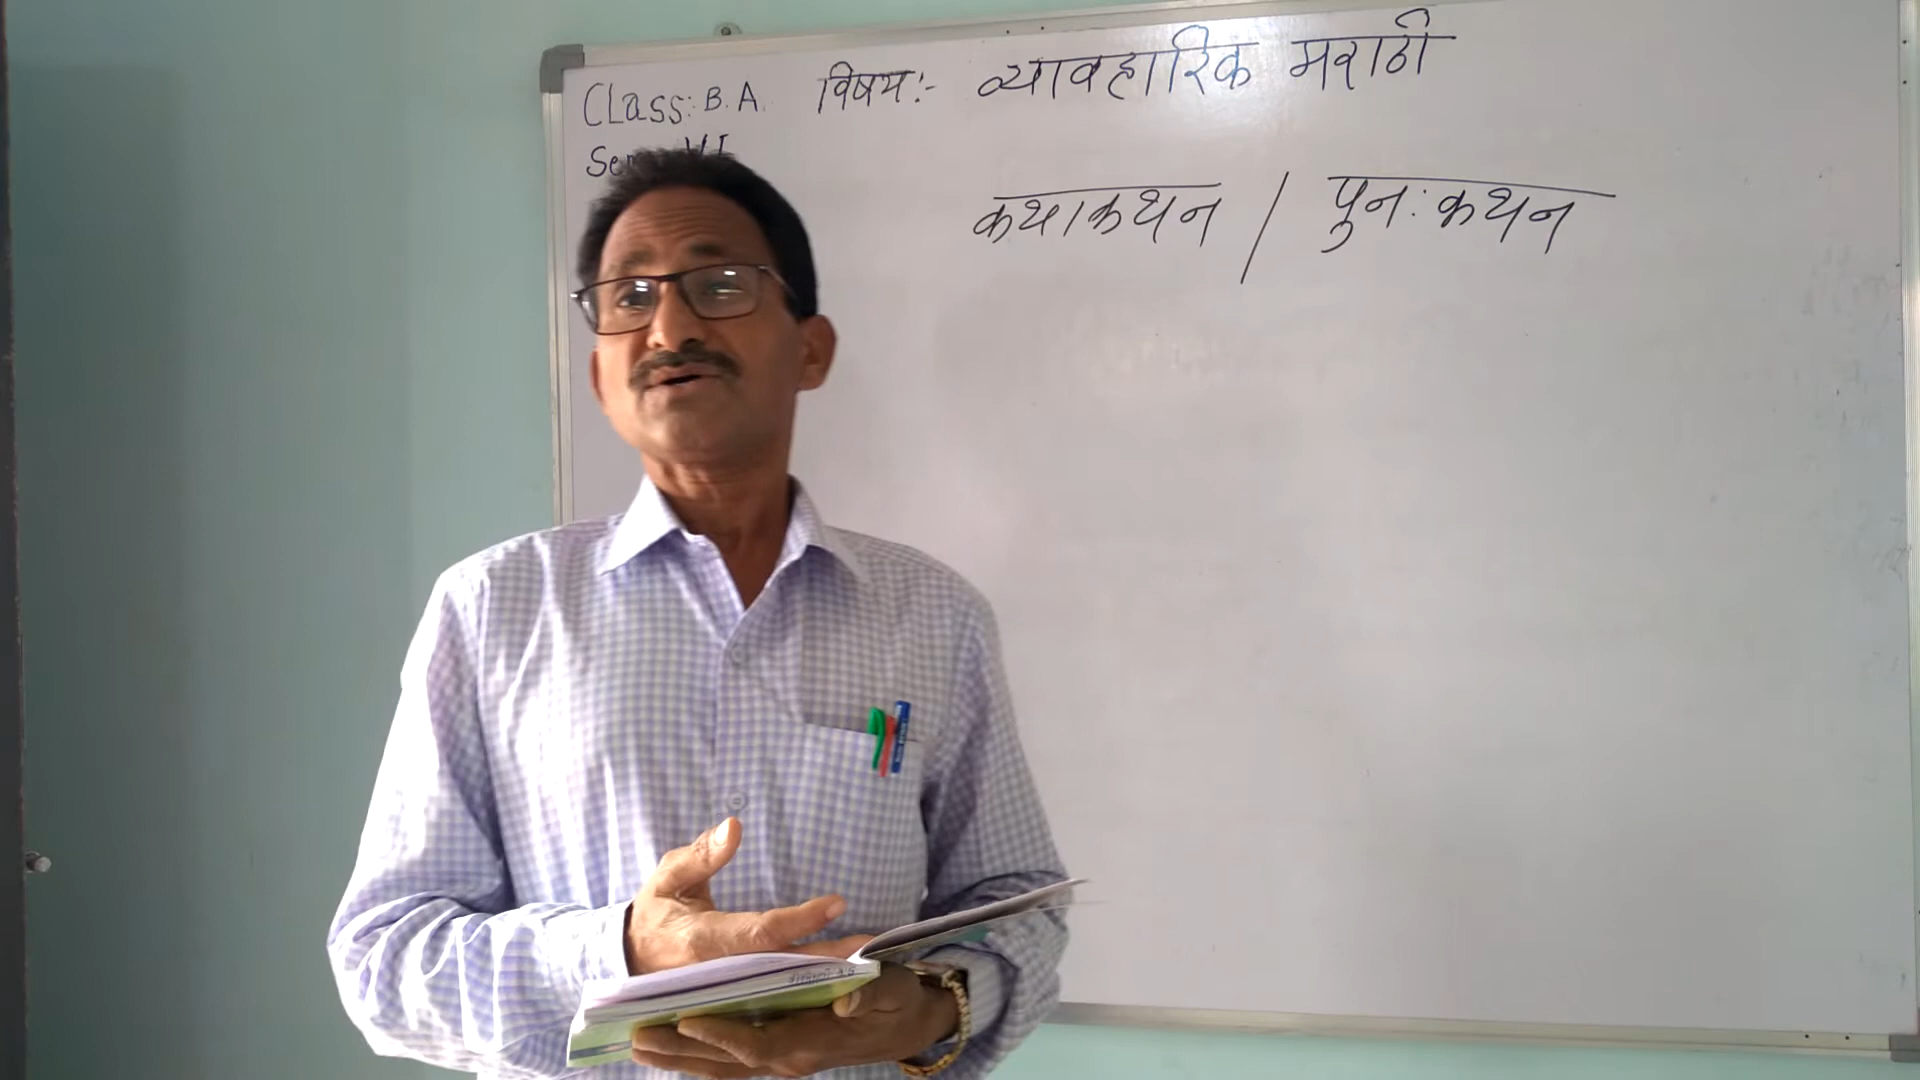 Class: B.A. विषय:- व्यावहारिक मराठी
कथाकथन / पुन:कथन